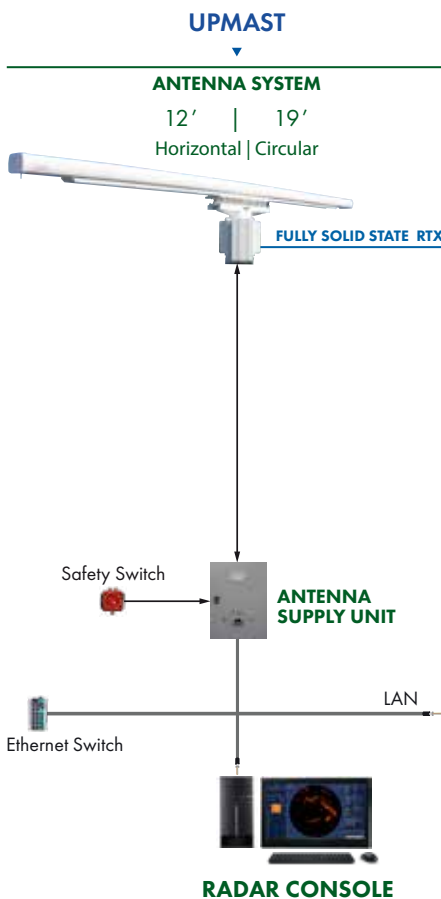 UPMAST
ANTENNA SYSTEM
12’ | 19’
Horizontal | Circular
FULLY SOLID STATE RTX
Safety Switch
ANTENNA
SUPPLY UNIT
LAN
Ethernet Switch
RADAR CONSOLE